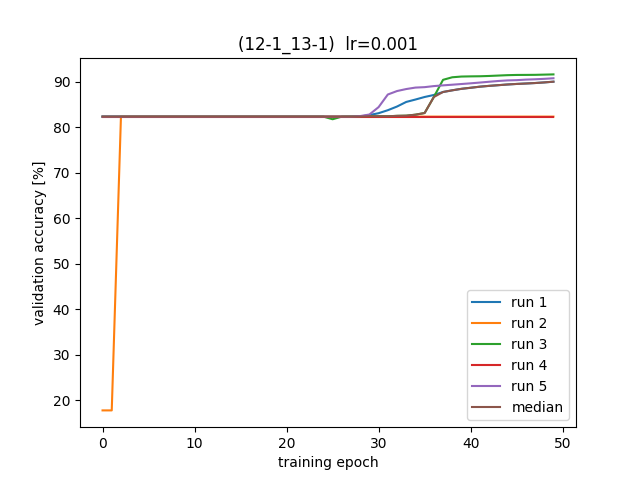 (12-1_13-1)  lr=0.001
validation accuracy [%]
90
80
70
60
50
40
30
20
0
10
20
30
40
50
training epoch
run 1
run 2
run 3
run 4
run 5
median